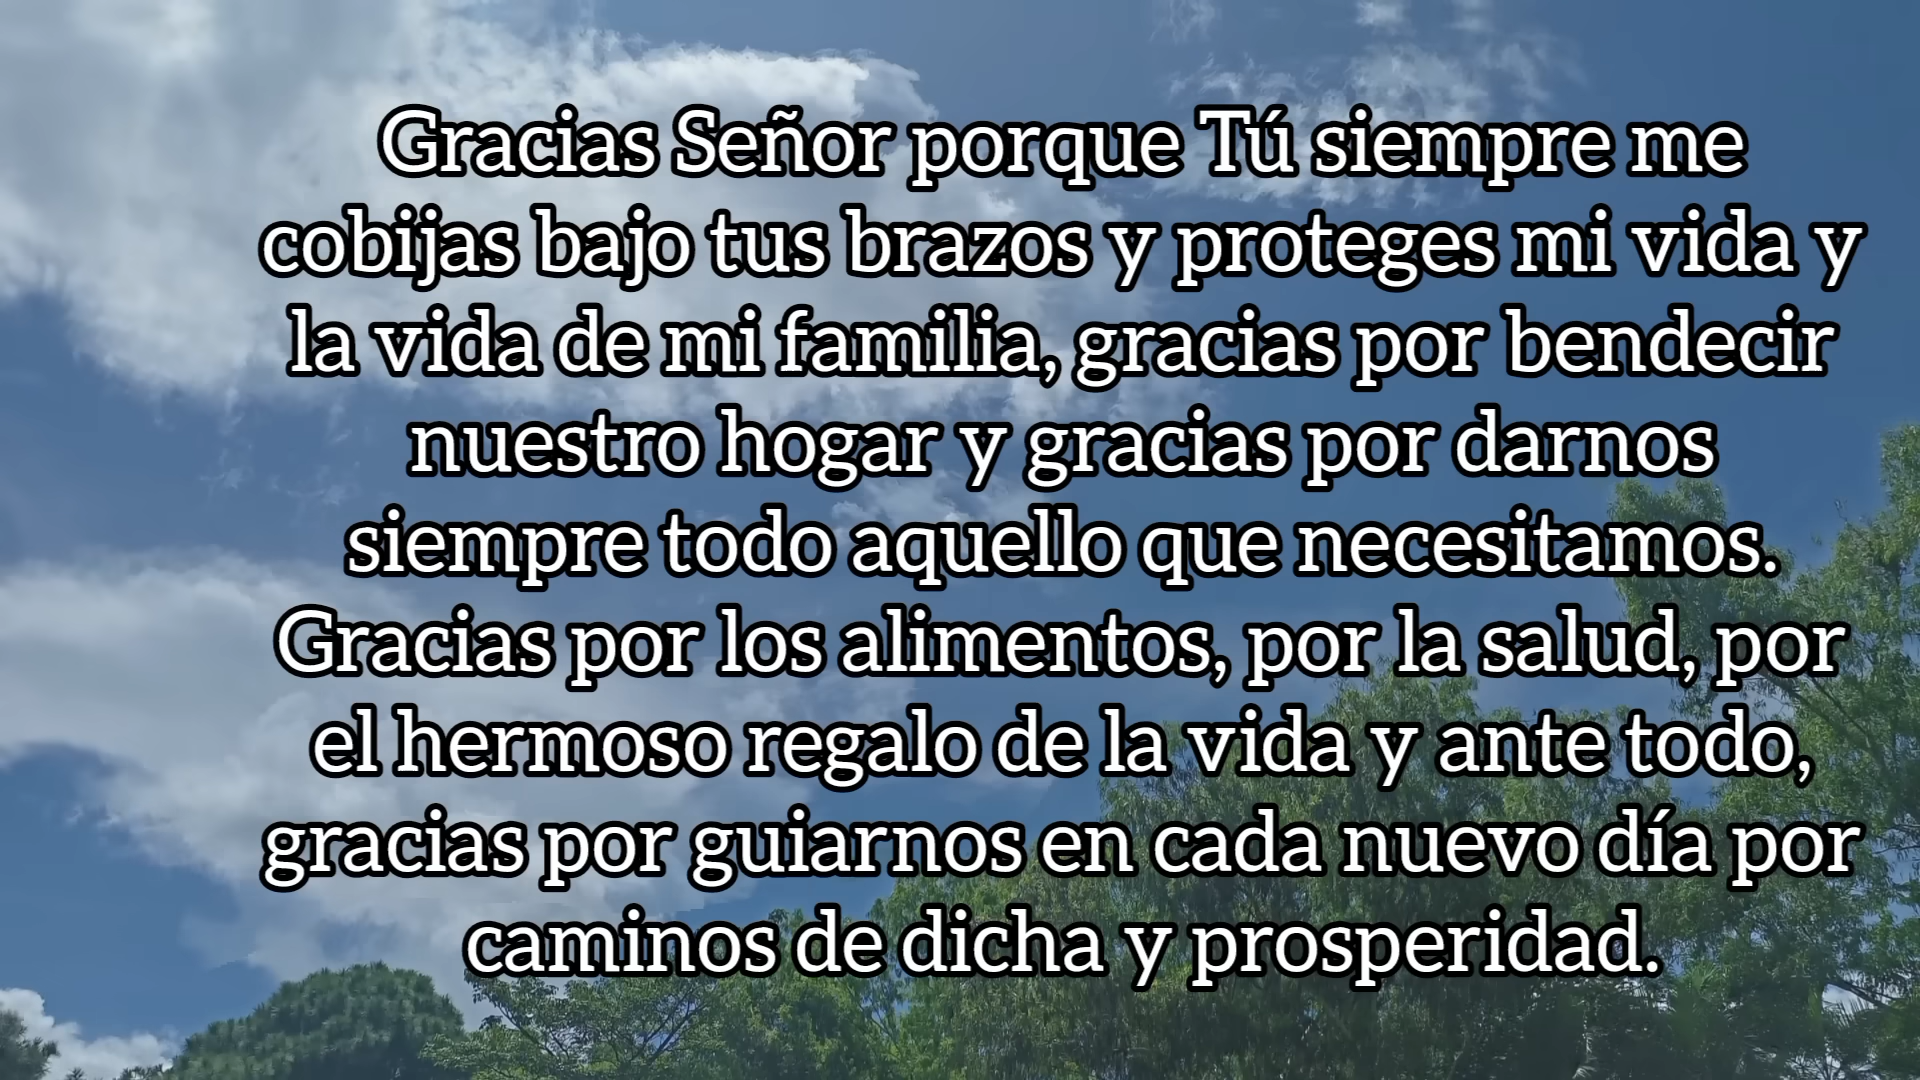 Gracias Señor porque Tú siempre me
cobijas bajo tus brazos y proteges mi vida y
la vida de mi familia, gracias por bendecir
nuestro hogar y gracias por darnos
siempre todo aquello que necesitamos.
Gracias por los alimentos, por la salud, por
el hermoso regalo de la vida y ante todo,
gracias por guiarnos en cada nuevo día por
caminos de dicha y prosperidad.